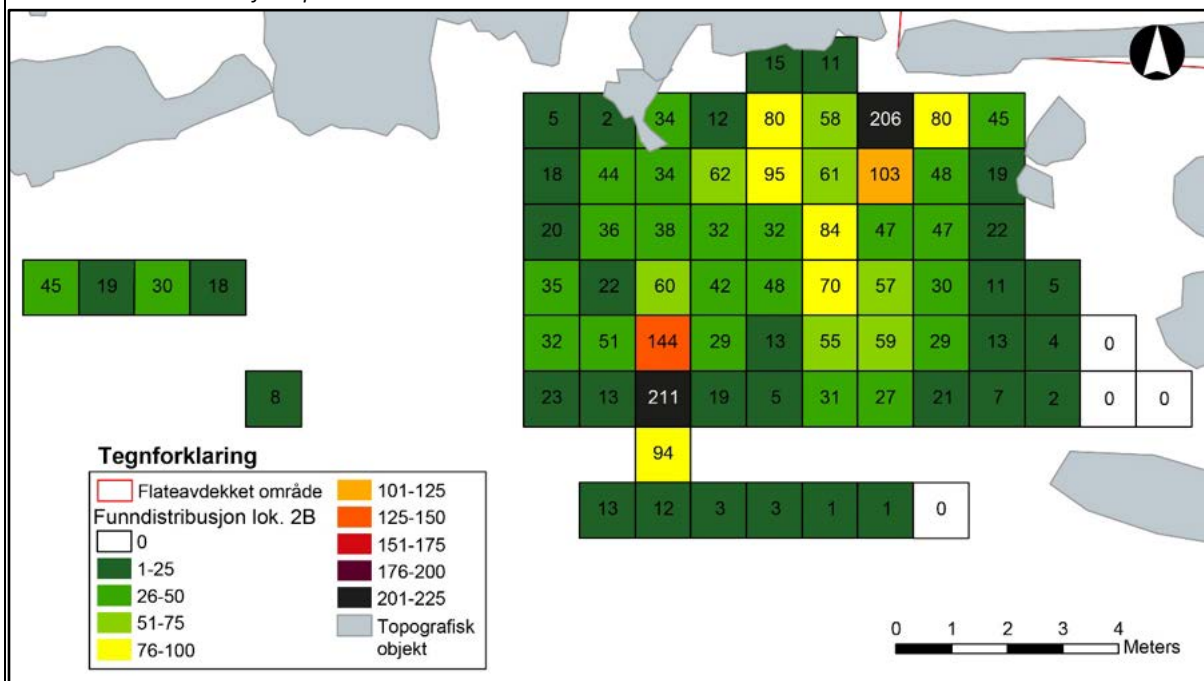 15 11
5 2 34 12 80 58 206 80 45
18 44 34 62 95 61 103 48 19
20 36 38 32 32 84 47 47 22
45 19 30 18 35 22 60 42 48 70 57 30 11 5
32 51 144 29 13 55 59 29 13 4 0
8 23 13 211 19 5 31 27 21 7 2 0 0
94
13 12 3 3 1 1 0
Tegnforklaring
Flateavdekket område
Funndistribusjon lok. 2B
0
1-25
26-50
51-75
76-100
101-125
125-150
151-175
176-200
201-225
Topografisk
objekt
0 1 2 3 4
Meters